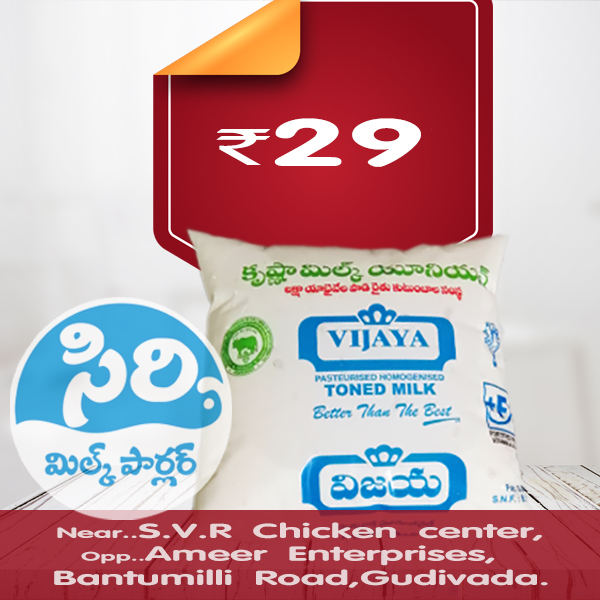 ₹29
కృష్ణా మిల్క్ యూనియన్
లక్షా యాభైవేల పాడి రైతు కుటుంబాల సంస్థ
VIJAYA
PASTEURISED HOMOGENISED
TONED MILK
Better Than The Best
విజయ
సిరి
మిల్క్ పార్లర్
Near..S.V.R Chicken center,
Opp..Ameer Enterprises,
Bantumilli Road,Gudivada.